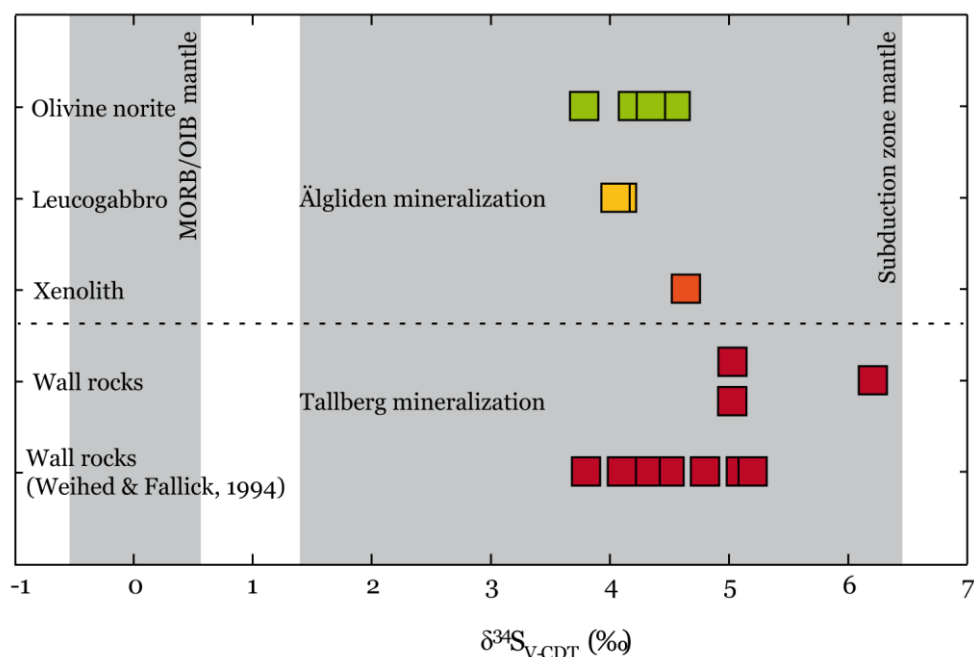 Olivine norite
MORB/OIB mantle
Subduction zone mantle
Leucogabbro
Älgliden mineralization
Xenolith
Wall rocks
Tallberg mineralization
Wall rocks
(Weihed & Fallick, 1994)
-1 0 1 2 3 4 5 6 7
δ³⁴S V-CDT (‰)